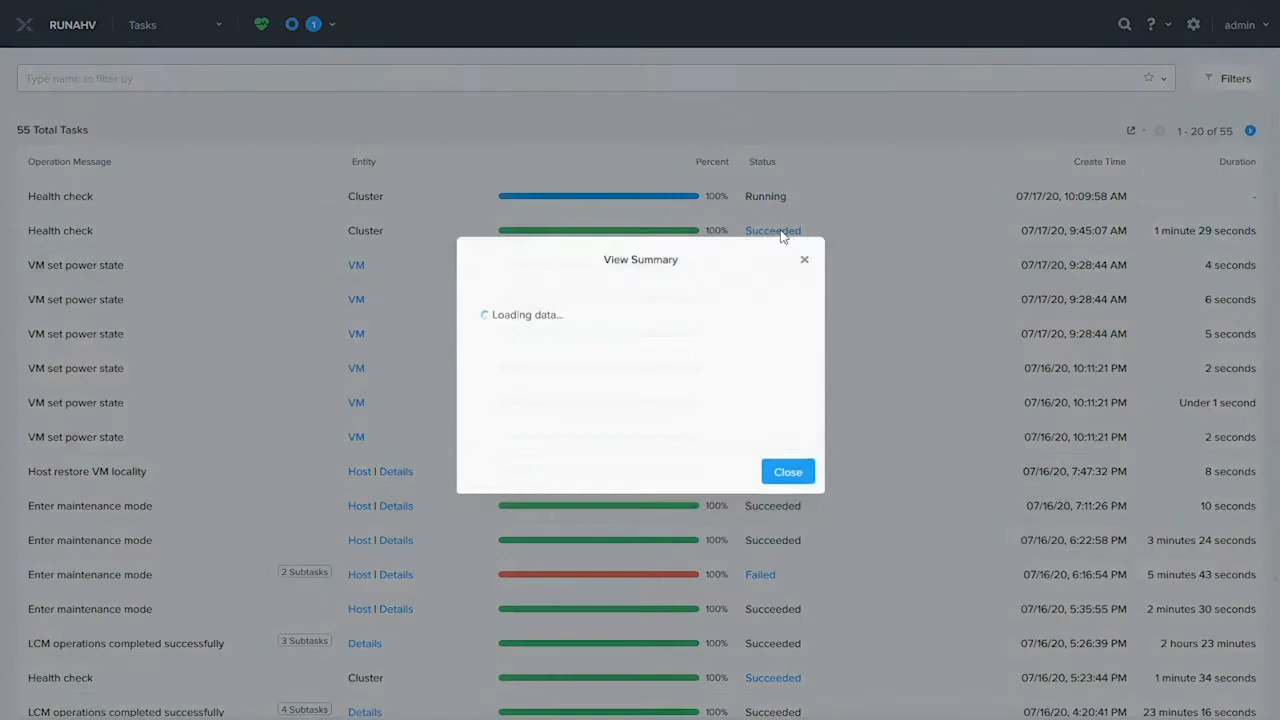 RUNAHV Tasks 1 ? admin
Type name to filter by Filters
55 Total Tasks 1 - 20 of 55
Operation Message Entity Percent Status Create Time Duration
Health check Cluster 100% Running 07/17/20, 10:09:58 AM -
Health check Cluster 100% Succeeded 07/17/20, 9:45:07 AM 1 minute 29 seconds
View Summary
VM set power state VM 07/17/20, 9:28:44 AM 4 seconds
VM set power state VM 07/17/20, 9:28:44 AM 6 seconds
Loading data...
VM set power state VM 07/17/20, 9:28:44 AM 5 seconds
VM set power state VM 07/16/20, 10:11:21 PM 2 seconds
VM set power state VM 07/16/20, 10:11:21 PM Under 1 second
VM set power state VM 07/16/20, 10:11:21 PM 2 seconds
Host restore VM locality Host | Details 07/16/20, 7:47:32 PM 8 seconds
Close
Enter maintenance mode Host | Details 100% Succeeded 07/16/20, 7:11:26 PM 10 seconds
Enter maintenance mode Host | Details 100% Succeeded 07/16/20, 6:22:58 PM 3 minutes 24 seconds
Enter maintenance mode 2 Subtasks Host | Details 100% Failed 07/16/20, 6:16:54 PM 5 minutes 43 seconds
Enter maintenance mode Host | Details 100% Succeeded 07/16/20, 5:35:55 PM 2 minutes 30 seconds
LCM operations completed successfully 3 Subtasks Details 100% Succeeded 07/16/20, 5:26:39 PM 2 hours 23 minutes
Health check Cluster 100% Succeeded 07/16/20, 5:23:44 PM 1 minute 34 seconds
LCM operations completed successfully 4 Subtasks Details 100% Succeeded 07/16/20, 4:20:41 PM 23 minutes 16 seconds